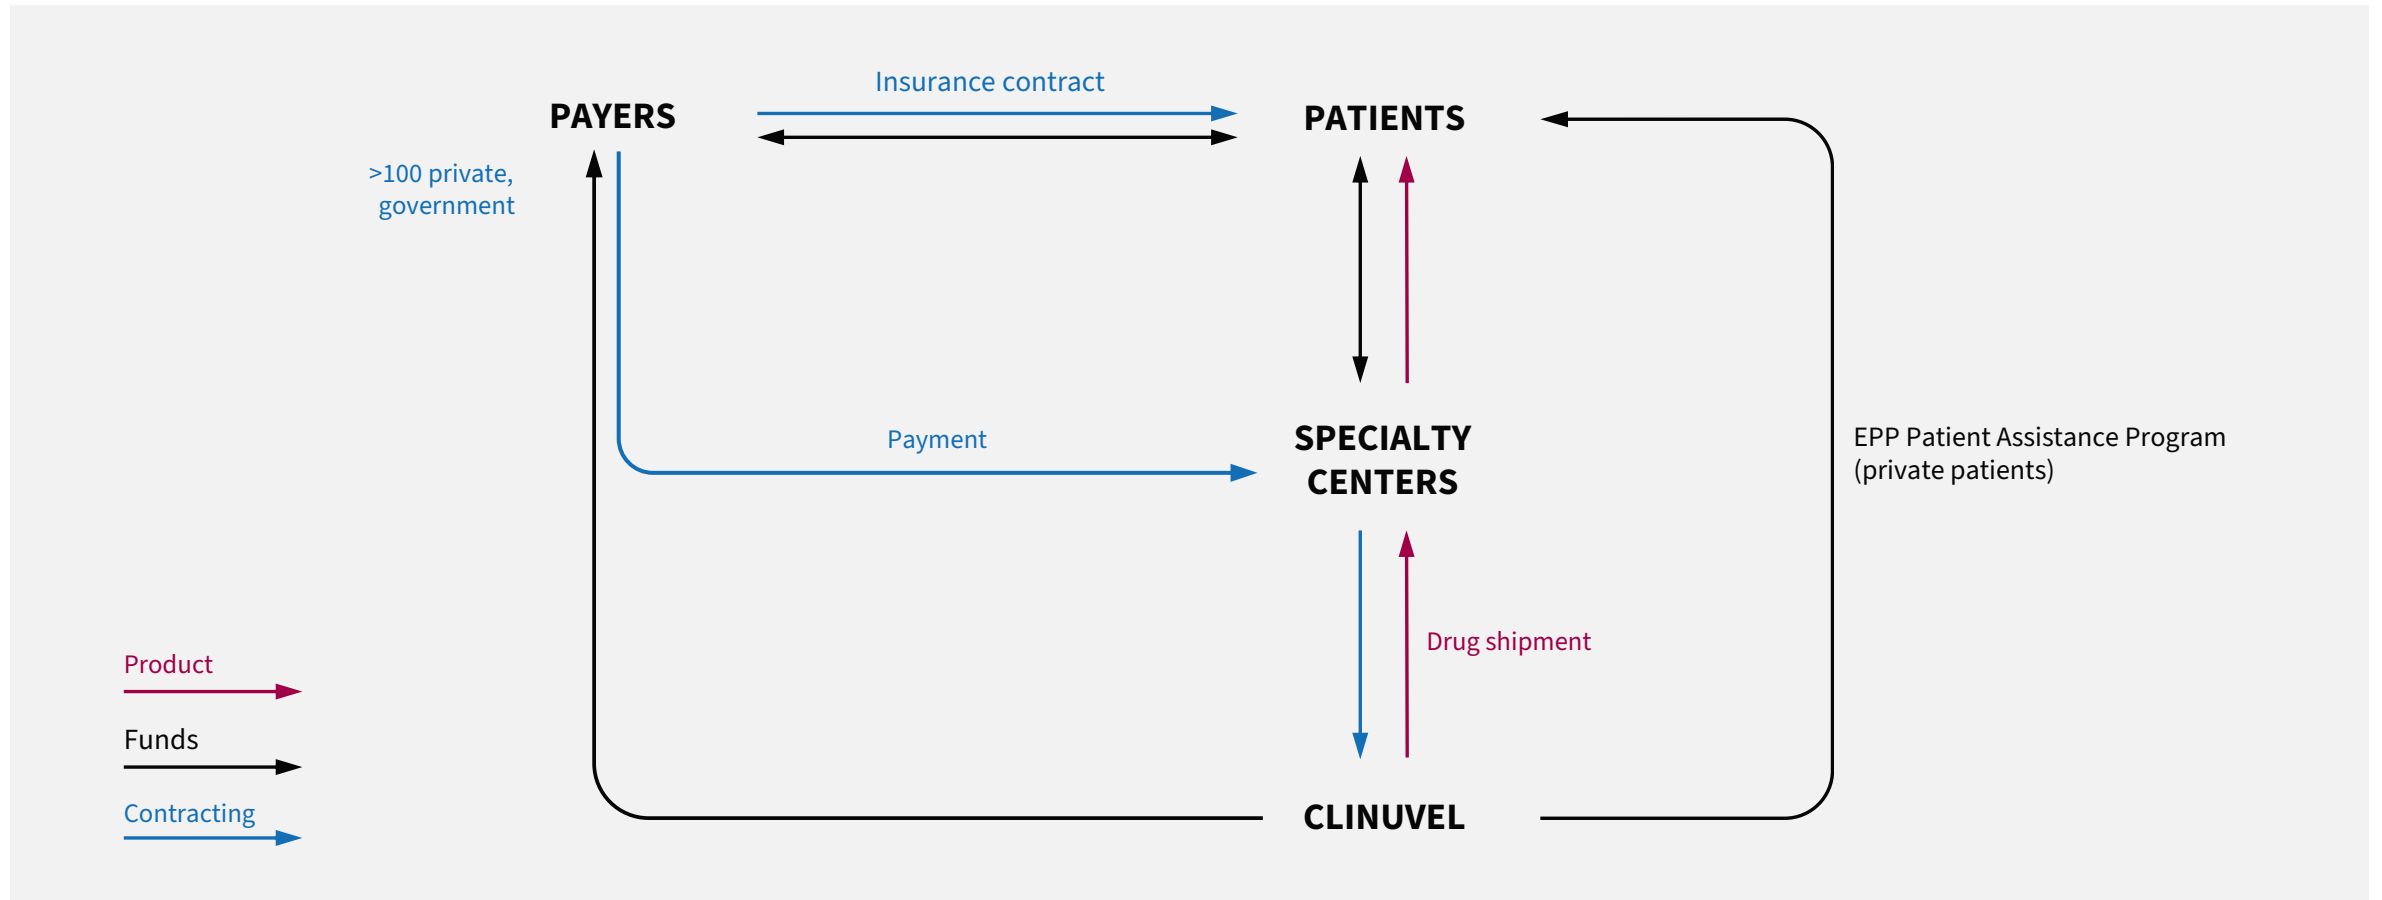 Insurance contract
PAYERS
PATIENTS
>100 private,
government
Payment
SPECIALTY
CENTERS
EPP Patient Assistance Program
(private patients)
Drug shipment
Product
Funds
Contracting
CLINUVEL